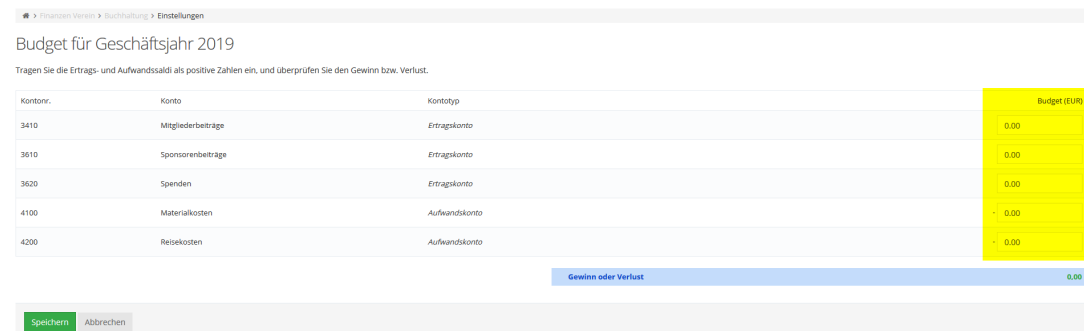 > Finanzen Verein > Buchhaltung > Einstellungen
Budget für Geschäftsjahr 2019
Tragen Sie die Ertrags- und Aufwandssaldi als positive Zahlen ein, und überprüfen Sie den Gewinn bzw. Verlust.
Kontonr. Konto Kontotyp Budget (EUR)
3410 Mitgliederbeiträge Ertragskonto 0.00
3610 Sponsorenbeiträge Ertragskonto 0.00
3620 Spenden Ertragskonto 0.00
4100 Materialkosten Aufwandskonto - 0.00
4200 Reisekosten Aufwandskonto - 0.00
Gewinn oder Verlust 0,00
Speichern Abbrechen